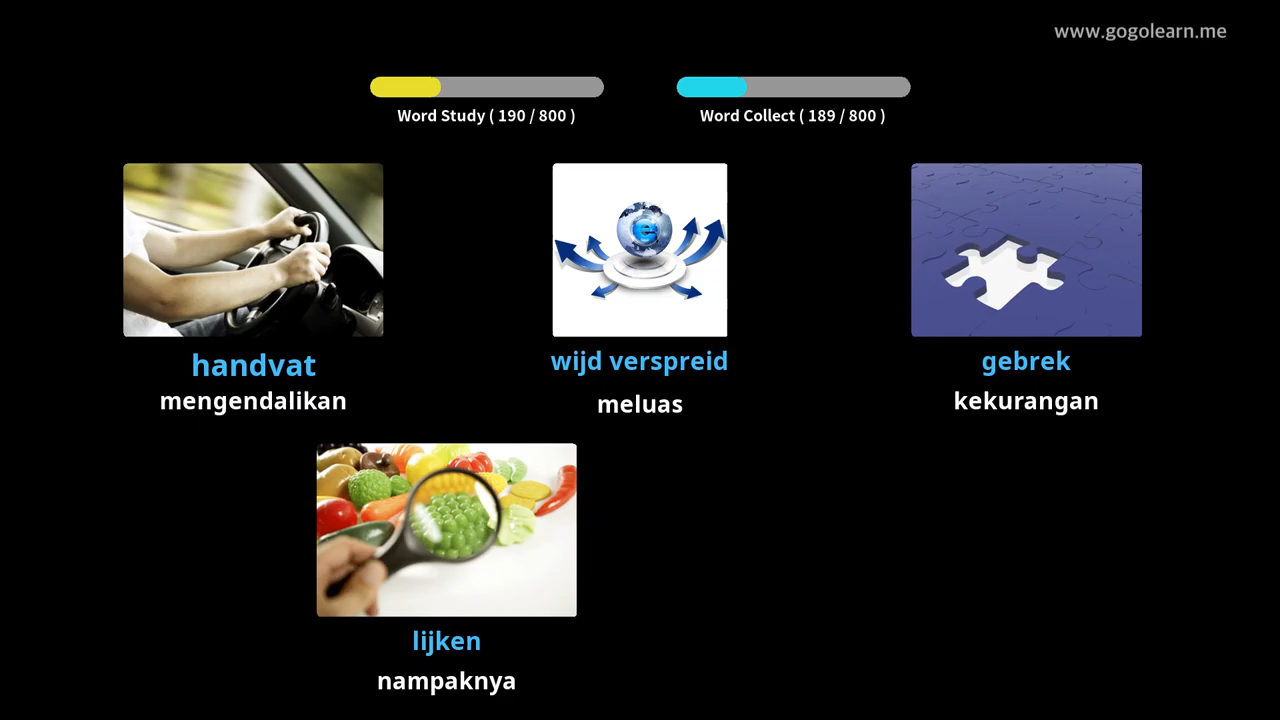 www.gogolearn.me
Word Study ( 190 / 800 )
Word Collect ( 189 / 800 )
e
handvat
mengendalikan
wijd verspreid
meluas
gebrek
kekurangan
lijken
nampaknya